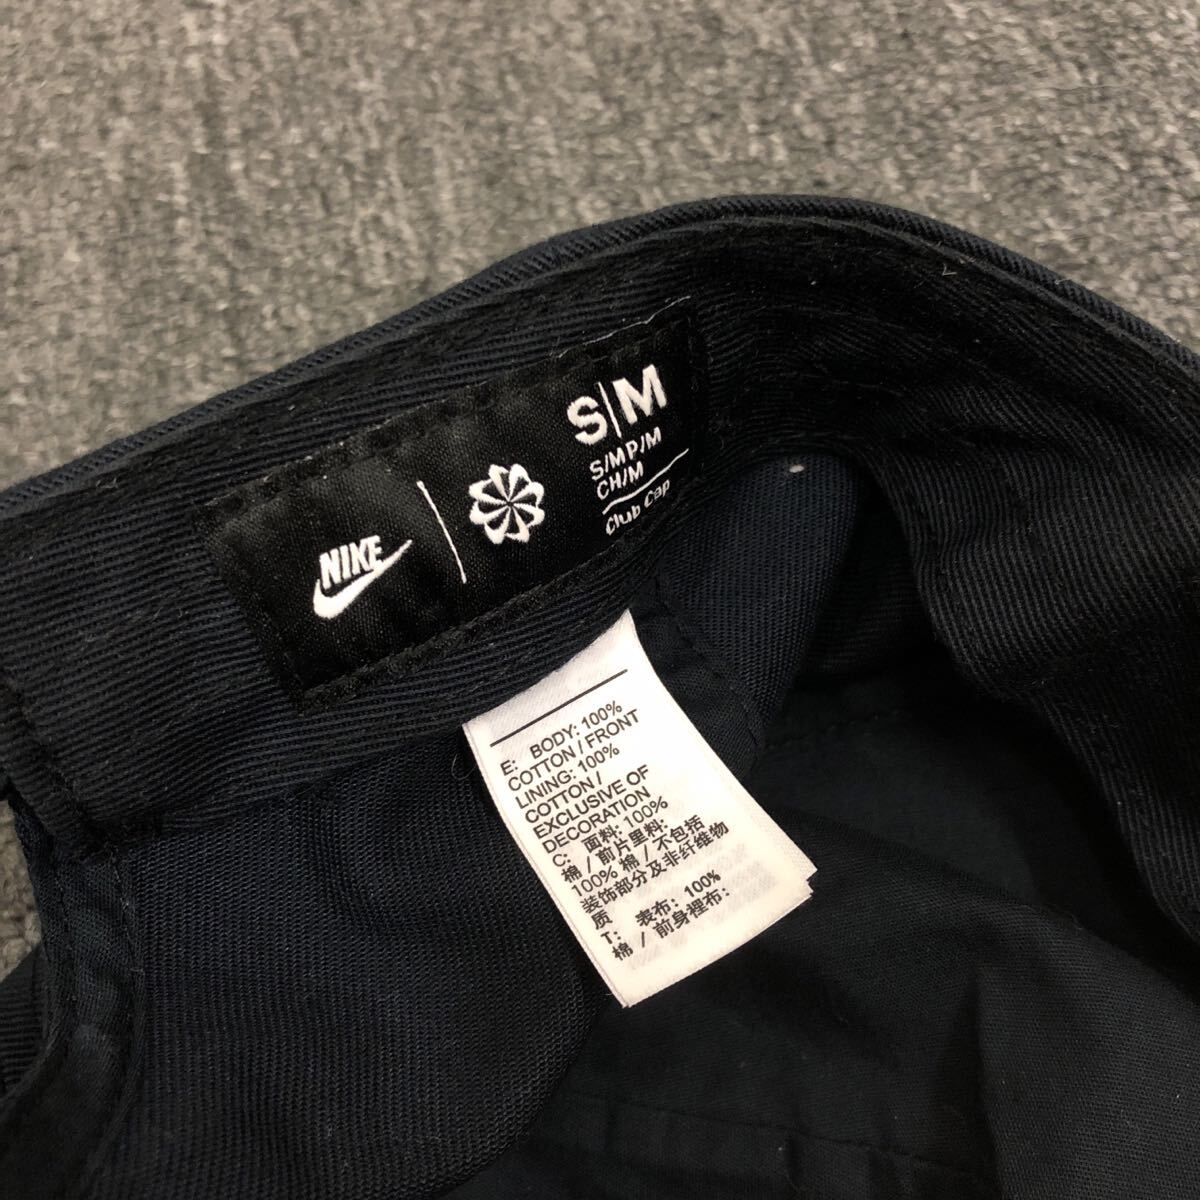 NIKE
S|M
S/M P/M
CH/M
Club Cap
E: BODY: 100%
COTTON / FRONT
LINING: 100%
COTTON /
EXCLUSIVE OF
DECORATION
C: 面料: 100%
棉 / 前片里料:
100% 棉 / 不包括
装饰部分及非纤维物
质
T: 表布: 100%
棉 / 前身裡布: